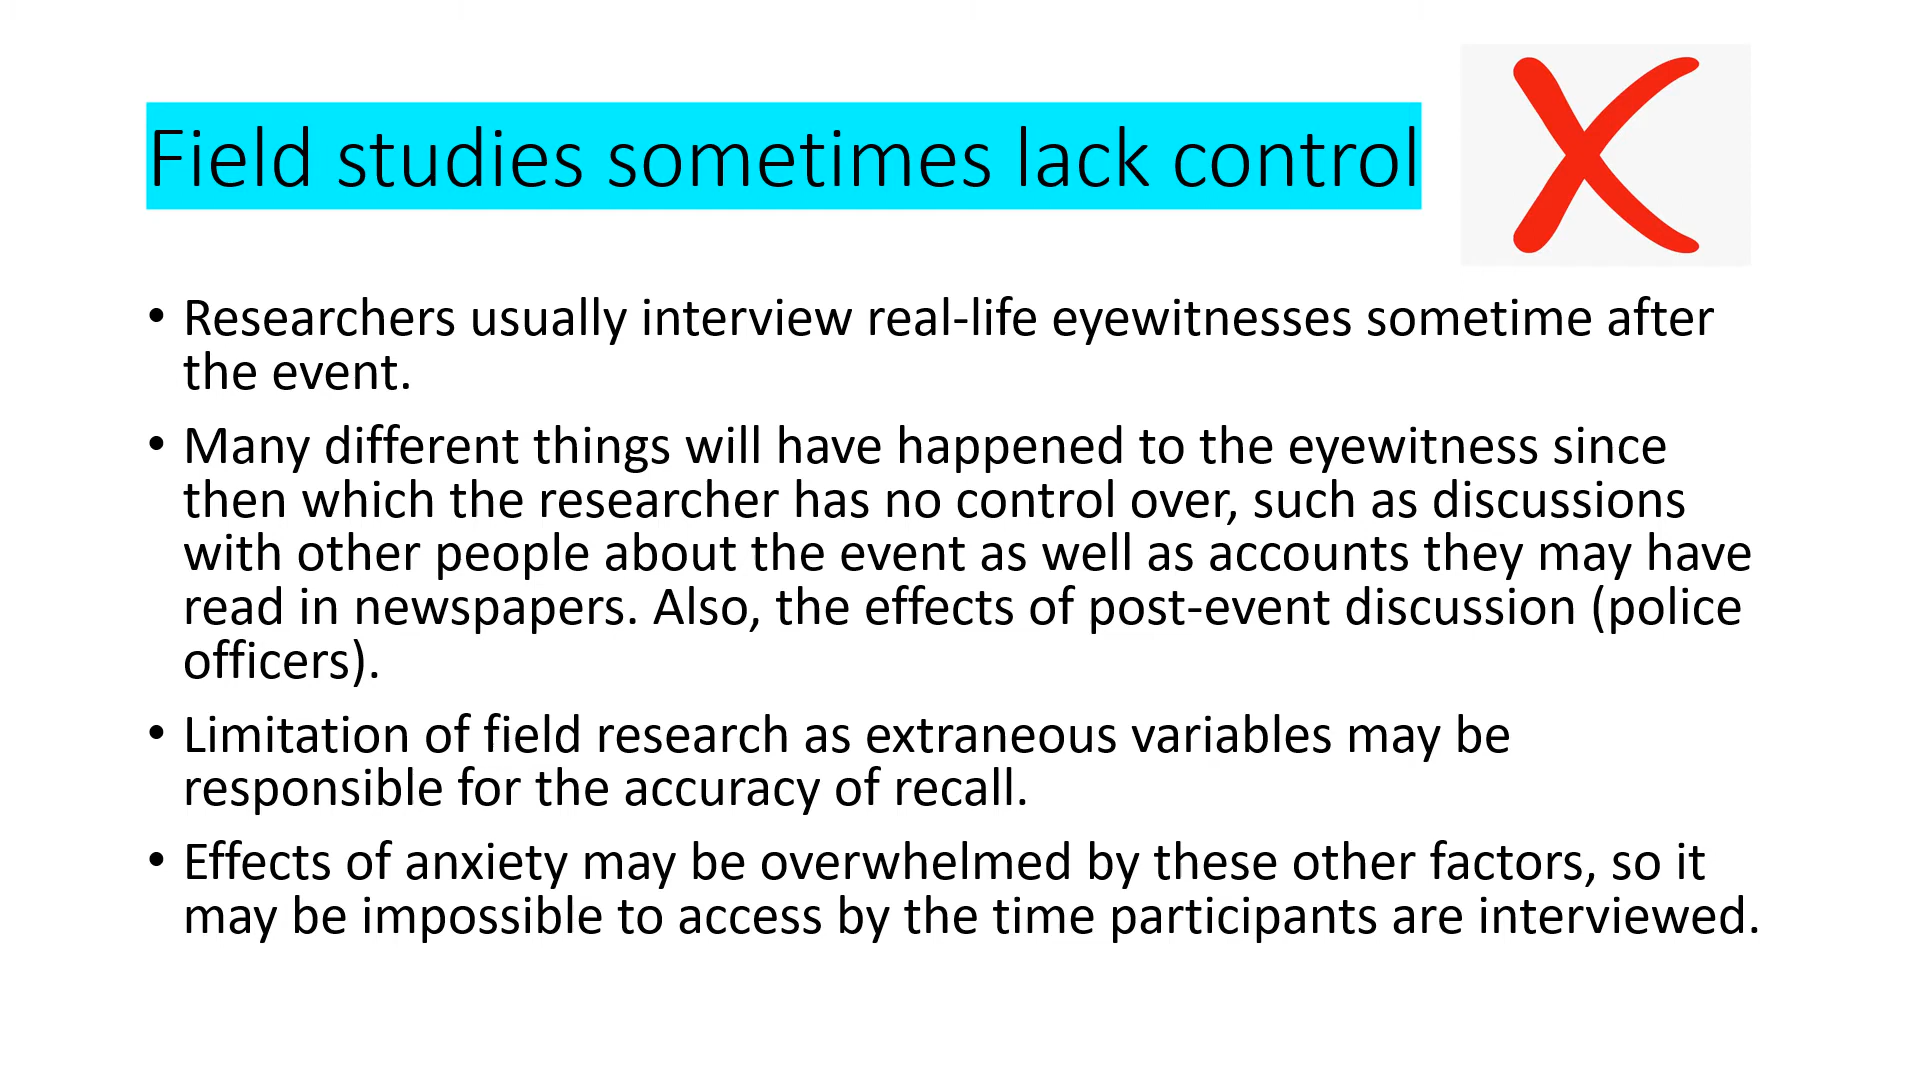 Field studies sometimes lack control
• Researchers usually interview real-life eyewitnesses sometime after
the event.
• Many different things will have happened to the eyewitness since
then which the researcher has no control over, such as discussions
with other people about the event as well as accounts they may have
read in newspapers. Also, the effects of post-event discussion (police
officers).
• Limitation of field research as extraneous variables may be
responsible for the accuracy of recall.
• Effects of anxiety may be overwhelmed by these other factors, so it
may be impossible to access by the time participants are interviewed.